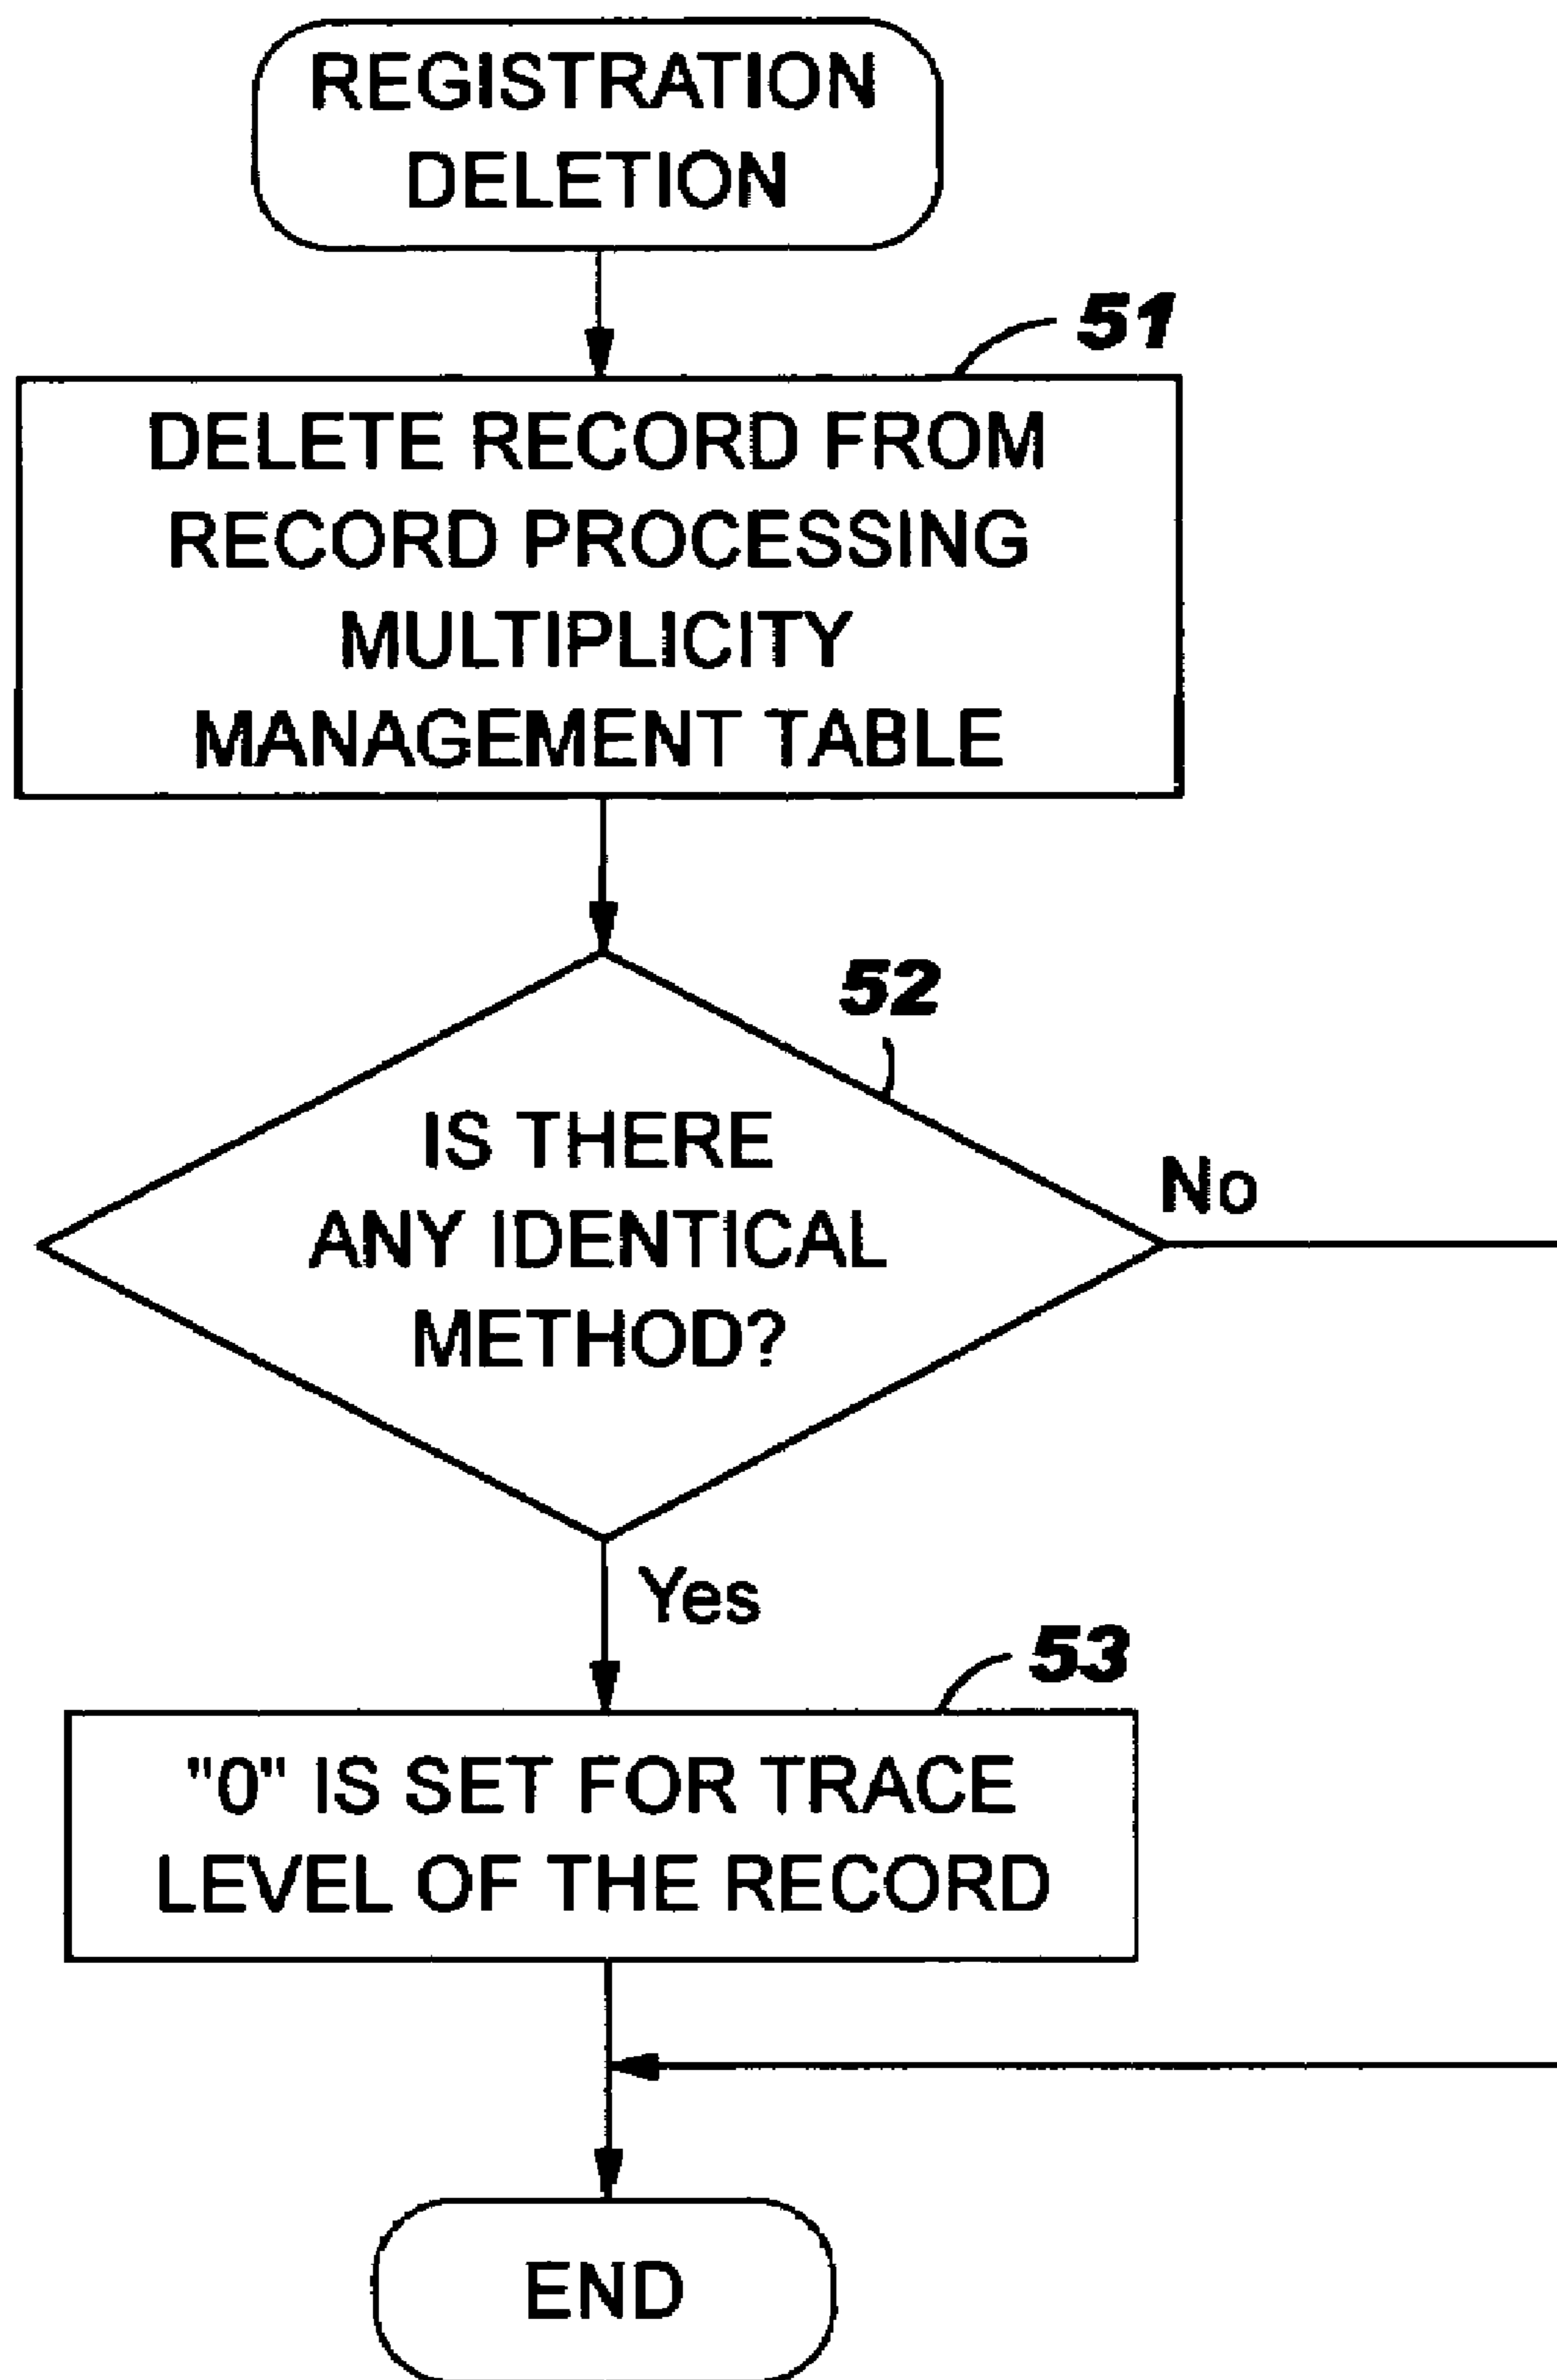 REGISTRATION
DELETION
51
DELETE RECORD FROM
RECORD PROCESSING
MULTIPLICITY
MANAGEMENT TABLE
52
IS THERE
ANY IDENTICAL
METHOD?
No
Yes
53
"0" IS SET FOR TRACE
LEVEL OF THE RECORD
END